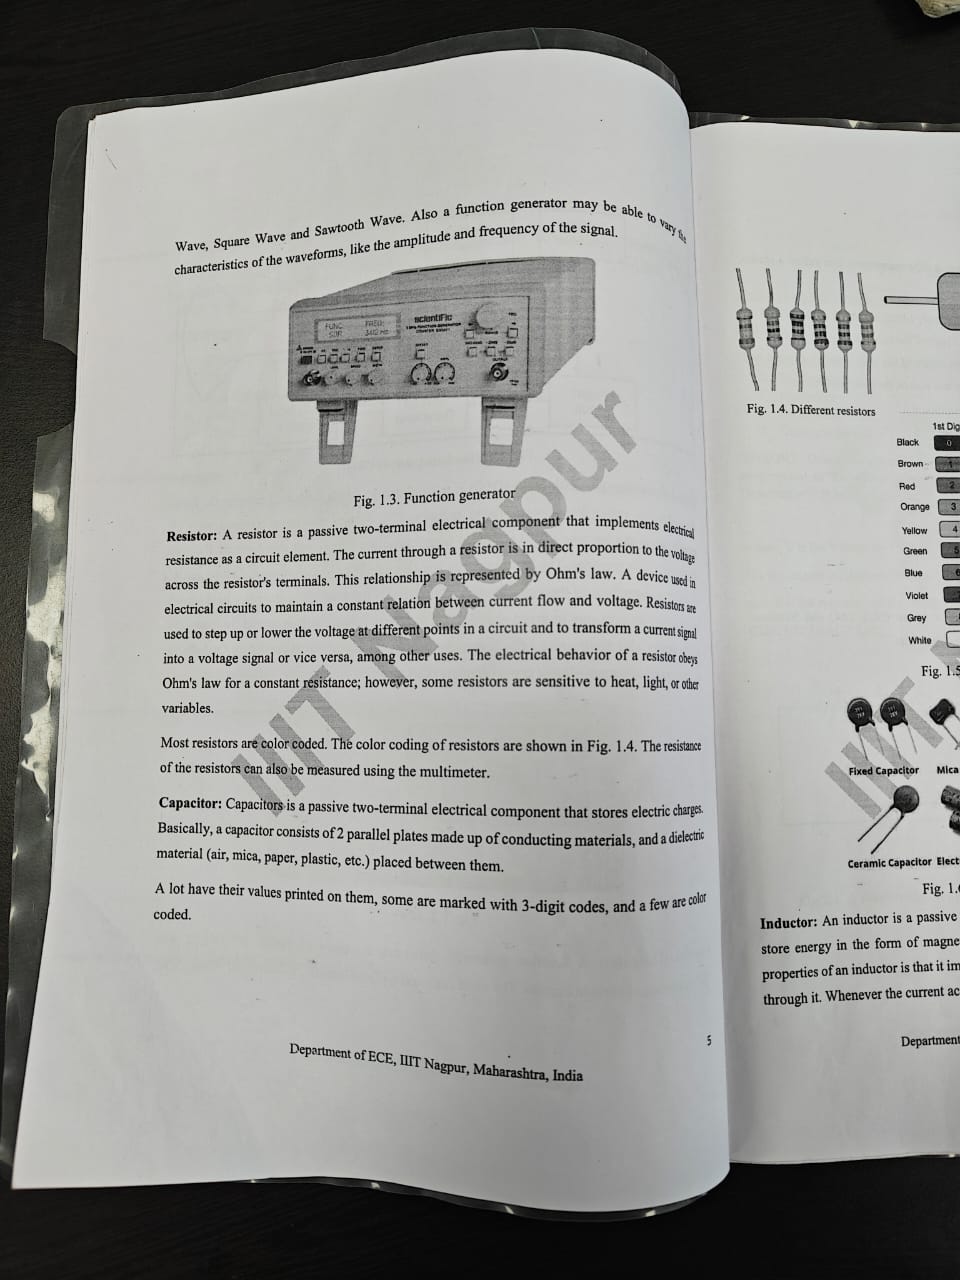 Wave, Square Wave and Sawtooth Wave. Also a function generator may be able to vary the
characteristics of the waveforms, like the amplitude and frequency of the signal.
scientiFic
FUNC FREQ:
OUTPUT
Fig. 1.3. Function generator
Resistor: A resistor is a passive two-terminal electrical component that implements electrical
resistance as a circuit element. The current through a resistor is in direct proportion to the voltage
across the resistor's terminals. This relationship is represented by Ohm's law. A device used in
electrical circuits to maintain a constant relation between current flow and voltage. Resistors are
used to step up or lower the voltage at different points in a circuit and to transform a current signal
into a voltage signal or vice versa, among other uses. The electrical behavior of a resistor obeys
Ohm's law for a constant resistance; however, some resistors are sensitive to heat, light, or other
variables.
Most resistors are color coded. The color coding of resistors are shown in Fig. 1.4. The resistance
of the resistors can also be measured using the multimeter.
Capacitor: Capacitors is a passive two-terminal electrical component that stores electric charges.
Basically, a capacitor consists of 2 parallel plates made up of conducting materials, and a dielectric
material (air, mica, paper, plastic, etc.) placed between them.
A lot have their values printed on them, some are marked with 3-digit codes, and a few are color
coded.
5
Department of ECE, IIIT Nagpur, Maharashtra, India
IIIT Nagpur
Fig. 1.4. Different resistors
1st Dig
Black 0
Brown 1
Red 2
Orange 3
Yellow 4
Green 5
Blue 6
Violet
Grey
White
Fig. 1.5
Fixed Capacitor Mica
Ceramic Capacitor Elect
Fig. 1.6
Inductor: An inductor is a passive
store energy in the form of magne
properties of an inductor is that it im
through it. Whenever the current ac
Department
IIIT